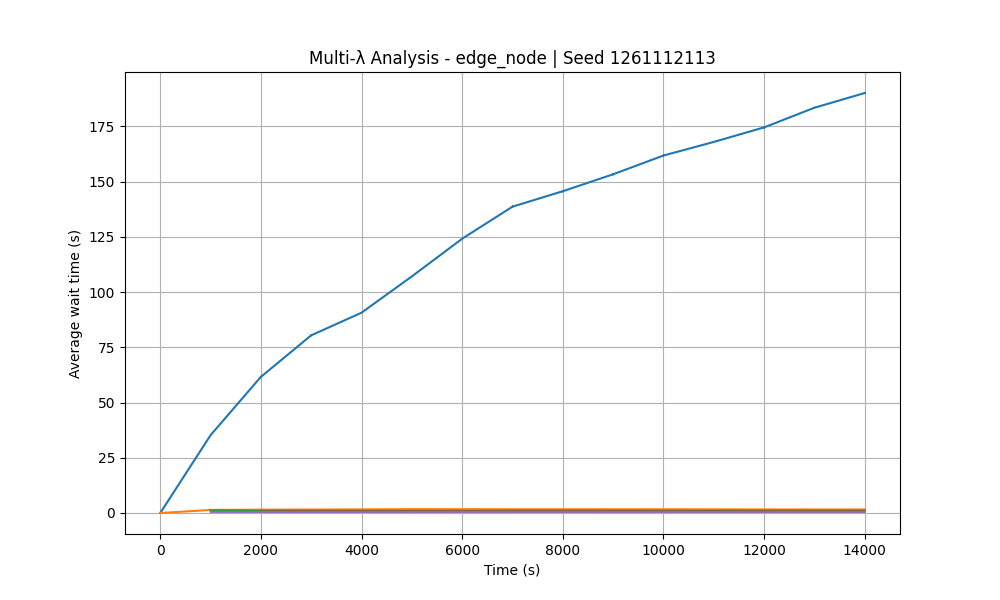 Multi-λ Analysis - edge_node | Seed 1261112113
175
150
125
100
75
50
25
0
Average wait time (s)
0 2000 4000 6000 8000 10000 12000 14000
Time (s)